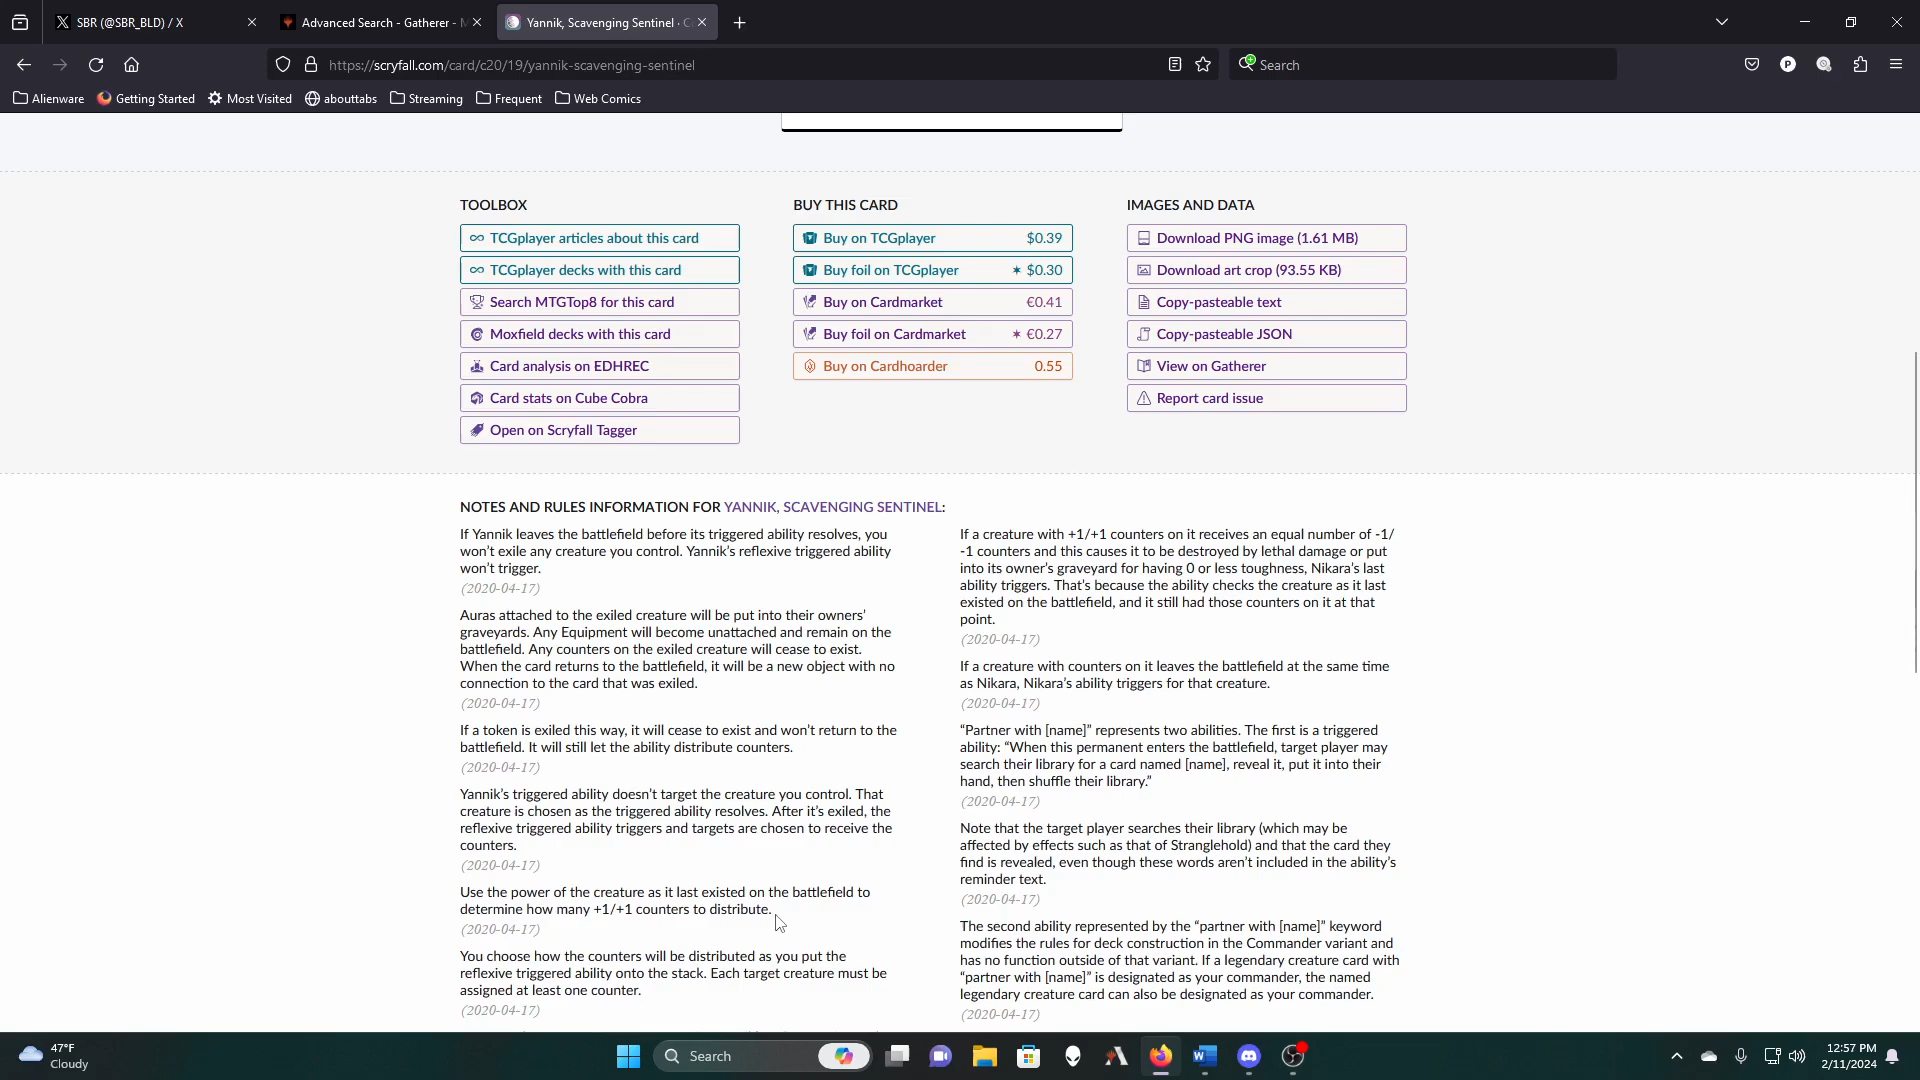 SBR (@SBR_BLD) / X
Advanced Search - Gatherer - M
Yannik, Scavenging Sentinel · C
https://scryfall.com/card/c20/19/yannik-scavenging-sentinel
Search
Alienware
Getting Started
Most Visited
abouttabs
Streaming
Frequent
Web Comics
TOOLBOX
TCGplayer articles about this card
TCGplayer decks with this card
Search MTGTop8 for this card
Moxfield decks with this card
Card analysis on EDHREC
Card stats on Cube Cobra
Open on Scryfall Tagger
BUY THIS CARD
Buy on TCGplayer $0.39
Buy foil on TCGplayer ✶ $0.30
Buy on Cardmarket €0.41
Buy foil on Cardmarket ✶ €0.27
Buy on Cardhoarder 0.55
IMAGES AND DATA
Download PNG image (1.61 MB)
Download art crop (93.55 KB)
Copy-pasteable text
Copy-pasteable JSON
View on Gatherer
Report card issue
NOTES AND RULES INFORMATION FOR YANNIK, SCAVENGING SENTINEL:
If Yannik leaves the battlefield before its triggered ability resolves, you
won’t exile any creature you control. Yannik’s reflexive triggered ability
won’t trigger.
(2020-04-17)
Auras attached to the exiled creature will be put into their owners’
graveyards. Any Equipment will become unattached and remain on the
battlefield. Any counters on the exiled creature will cease to exist.
When the card returns to the battlefield, it will be a new object with no
connection to the card that was exiled.
(2020-04-17)
If a token is exiled this way, it will cease to exist and won’t return to the
battlefield. It will still let the ability distribute counters.
(2020-04-17)
Yannik’s triggered ability doesn’t target the creature you control. That
creature is chosen as the triggered ability resolves. After it’s exiled, the
reflexive triggered ability triggers and targets are chosen to receive the
counters.
(2020-04-17)
Use the power of the creature as it last existed on the battlefield to
determine how many +1/+1 counters to distribute.
(2020-04-17)
You choose how the counters will be distributed as you put the
reflexive triggered ability onto the stack. Each target creature must be
assigned at least one counter.
(2020-04-17)
If a creature with +1/+1 counters on it receives an equal number of -1/
-1 counters and this causes it to be destroyed by lethal damage or put
into its owner’s graveyard for having 0 or less toughness, Nikara’s last
ability triggers. That’s because the ability checks the creature as it last
existed on the battlefield, and it still had those counters on it at that
point.
(2020-04-17)
If a creature with counters on it leaves the battlefield at the same time
as Nikara, Nikara’s ability triggers for that creature.
(2020-04-17)
“Partner with [name]” represents two abilities. The first is a triggered
ability: “When this permanent enters the battlefield, target player may
search their library for a card named [name], reveal it, put it into their
hand, then shuffle their library.”
(2020-04-17)
Note that the target player searches their library (which may be
affected by effects such as that of Stranglehold) and that the card they
find is revealed, even though these words aren’t included in the ability’s
reminder text.
(2020-04-17)
The second ability represented by the “partner with [name]” keyword
modifies the rules for deck construction in the Commander variant and
has no function outside of that variant. If a legendary creature card with
“partner with [name]” is designated as your commander, the named
legendary creature card can also be designated as your commander.
(2020-04-17)
47°F
Cloudy
Search
12:57 PM
2/11/2024